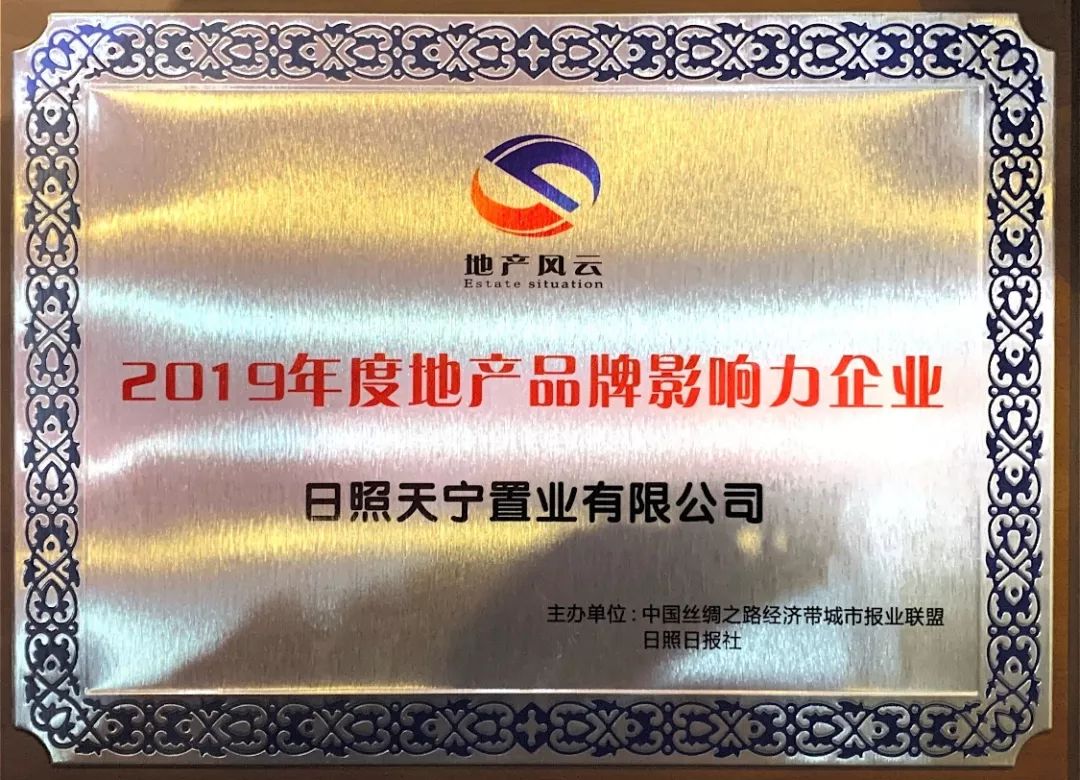 地产风云
Estate situation
2019年度地产品牌影响力企业
日照天宁置业有限公司
主办单位：中国丝绸之路经济带城市报业联盟
日照日报社